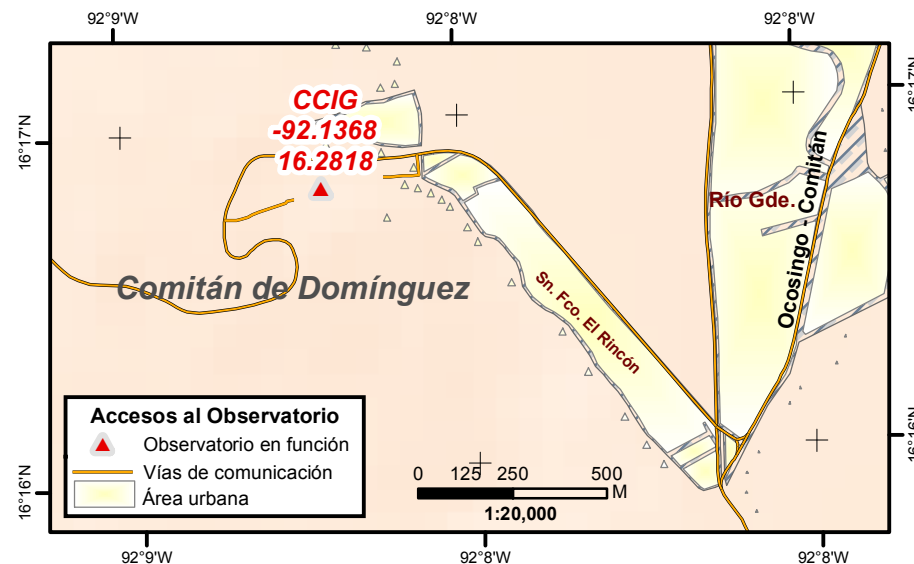 92°9'W
92°8'W
92°8'W
16°17'N
16°17'N
CCIG
-92.1368
16.2818
Río Gde.
Ocosingo - Comitán
Comitán de Domínguez
Sn. Fco. El Rincón
Accesos al Observatorio
Observatorio en función
Vías de comunicación
Área urbana
0 125 250 500
M
1:20,000
16°16'N
16°16'N
92°9'W
92°8'W
92°8'W